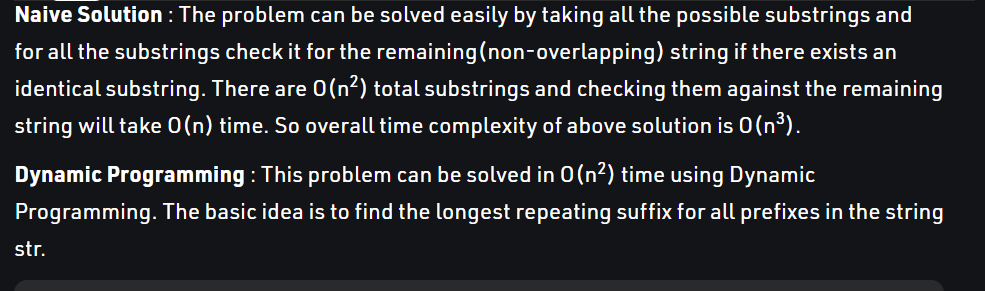 Naive Solution : The problem can be solved easily by taking all the possible substrings and
for all the substrings check it for the remaining(non-overlapping) string if there exists an
identical substring. There are O(n²) total substrings and checking them against the remaining
string will take O(n) time. So overall time complexity of above solution is O(n³).
Dynamic Programming : This problem can be solved in O(n²) time using Dynamic
Programming. The basic idea is to find the longest repeating suffix for all prefixes in the string
str.